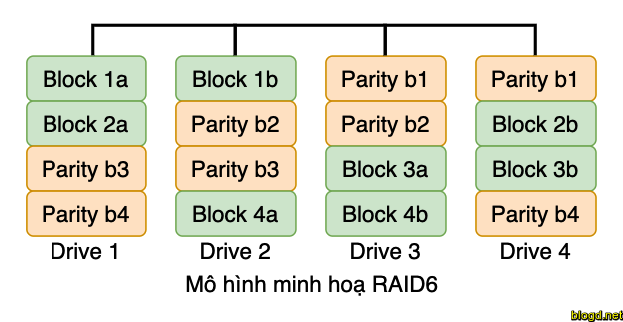 Block 1a Block 1b Parity b1 Parity b1
Block 2a Parity b2 Parity b2 Block 2b
Parity b3 Parity b3 Block 3a Block 3b
Parity b4 Block 4a Block 4b Parity b4
Drive 1 Drive 2 Drive 3 Drive 4
Mô hình minh hoạ RAID6
blogd.net